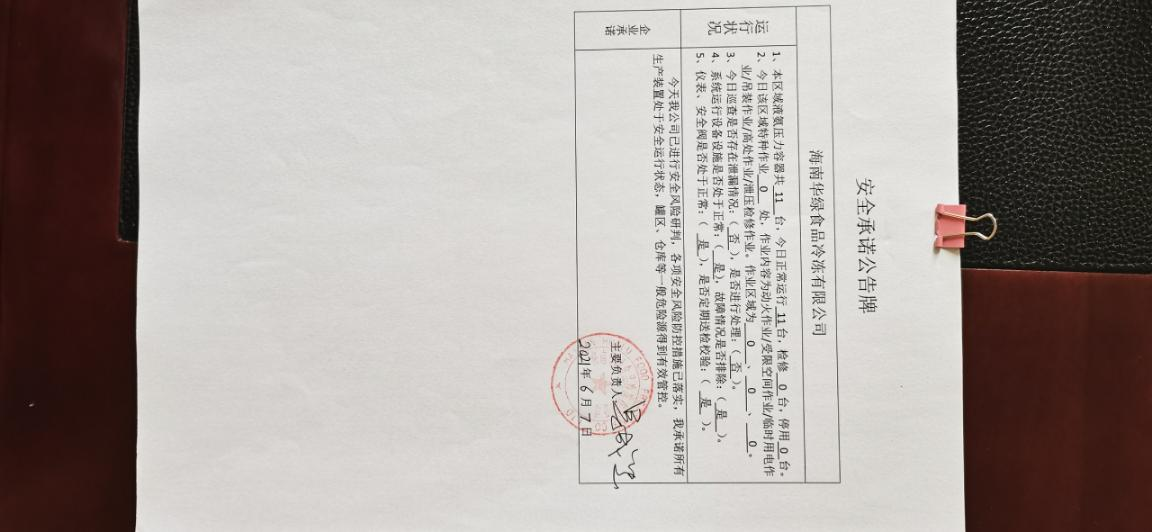 安全承诺公告牌
海南华绿食品冷冻有限公司
运行状况
1、本区域液氨压力容器共 11 台，今日正常运行 11 台，检修 0 台，停用 0 台。
2、今日该区域特种作业 0 处，作业内容为动火作业/受限空间作业/临时用电作
业/吊装作业/高处作业/泄压检修作业。作业区域为 0 、 0 、 0 。
3、今日巡查是否存在泄漏情况：（ 否 ），是否进行处理：（ 否 ）。
4、系统运行设备设施是否处于正常：（ 是 ），故障情况是否排除：（ 是 ）。
5、仪表、安全阀是否处于正常：（ 是 ），是否定期送检校验：（ 是 ）。
企业承诺
今天我公司已进行安全风险研判，各项安全风险防控措施已落实，我承诺所有
生产装置处于安全运行状态，罐区、仓库等一般危险源得到有效管控。
主要负责人
2021年 6 月 7 日